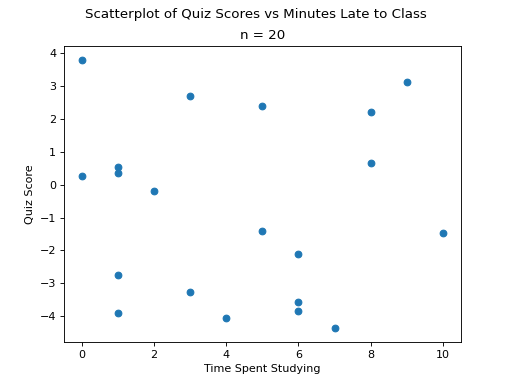 Scatterplot of Quiz Scores vs Minutes Late to Class
n = 20
4
3
2
1
0
−1
−2
−3
−4
Quiz Score
0 2 4 6 8 10
Time Spent Studying